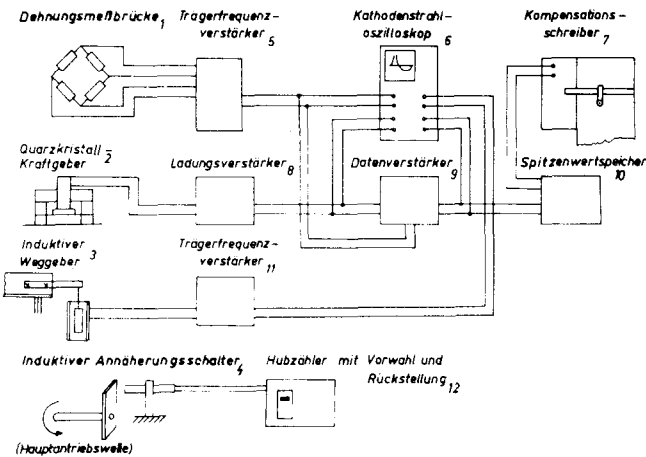 Dehnungsmeßbrücke 1
Trägerfrequenz-
verstärker 5
Kathodenstrahl-
oszilloskop 6
Kompensations-
schreiber 7
Quarzkristall 2
Kraftgeber
Ladungsverstärker 8
Datenverstärker 9
Spitzenwertspeicher
10
Induktiver 3
Weggeber
Trägerfrequenz-
verstärker 11
Induktiver Annäherungsschalter 4
Hubzähler mit Vorwahl und
Rückstellung 12
(Hauptantriebswelle)